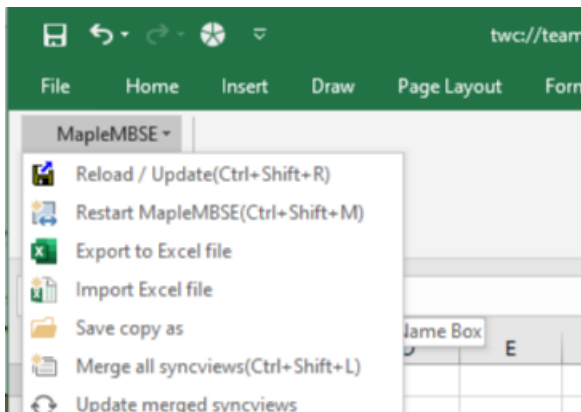 twc://team
File Home Insert Draw Page Layout Forn
MapleMBSE
Reload / Update(Ctrl+Shift+R)
Restart MapleMBSE(Ctrl+Shift+M)
Export to Excel file
Import Excel file
Save copy as
Name Box
E
Merge all syncviews(Ctrl+Shift+L)
Update merged syncviews